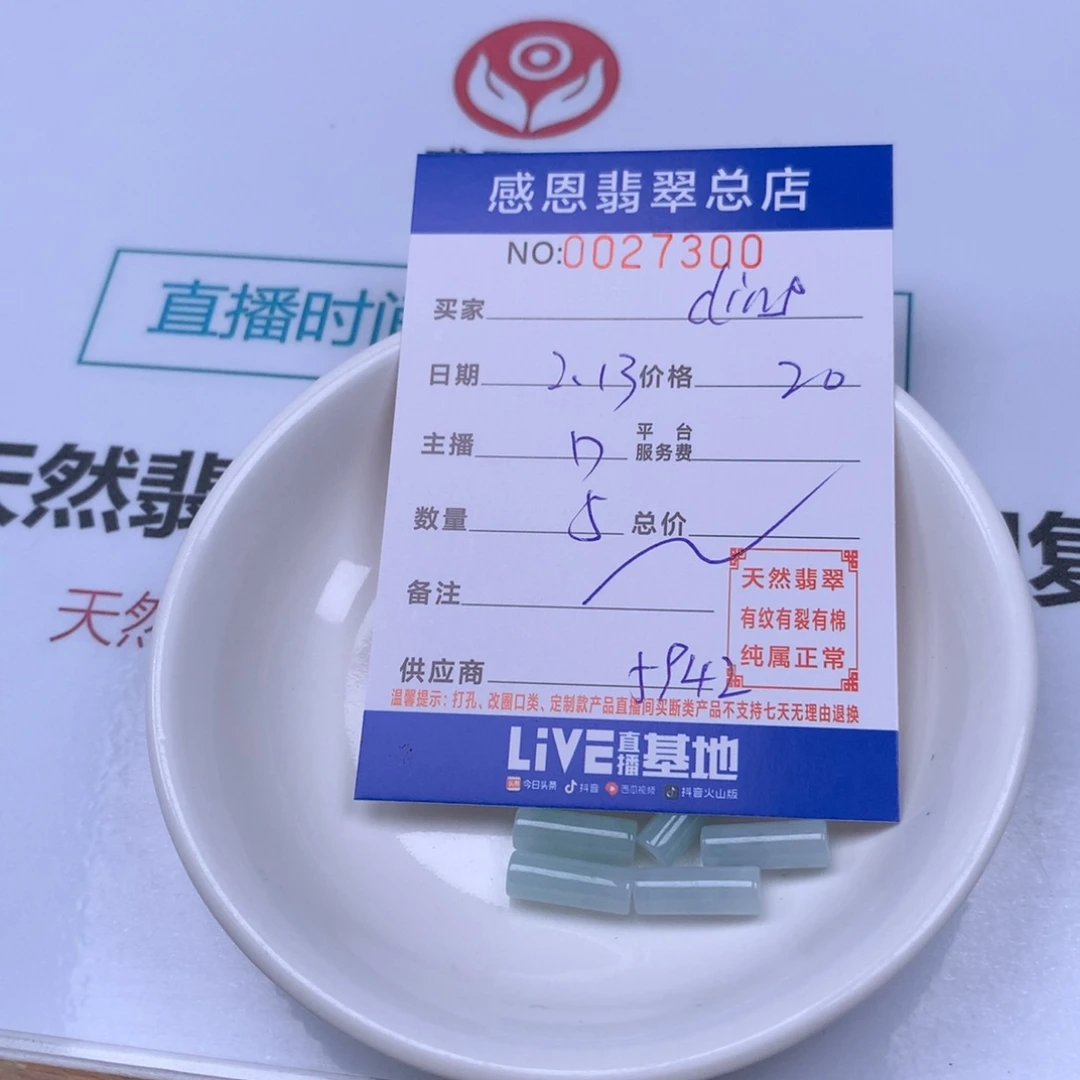 感恩翡翠总店
NO:0027300
买家
日期 2.13 价格 20
主播 平台服务费
数量 5 总价
备注
天然翡翠
有纹有裂有棉
纯属正常
供应商
温馨提示:打孔、改圈口类、定制款产品直播间买断类产品不支持七天无理由退换
LiVE直播基地
今日头条 抖音 西瓜视频 抖音火山版
直播时间
天然翡
天然
复